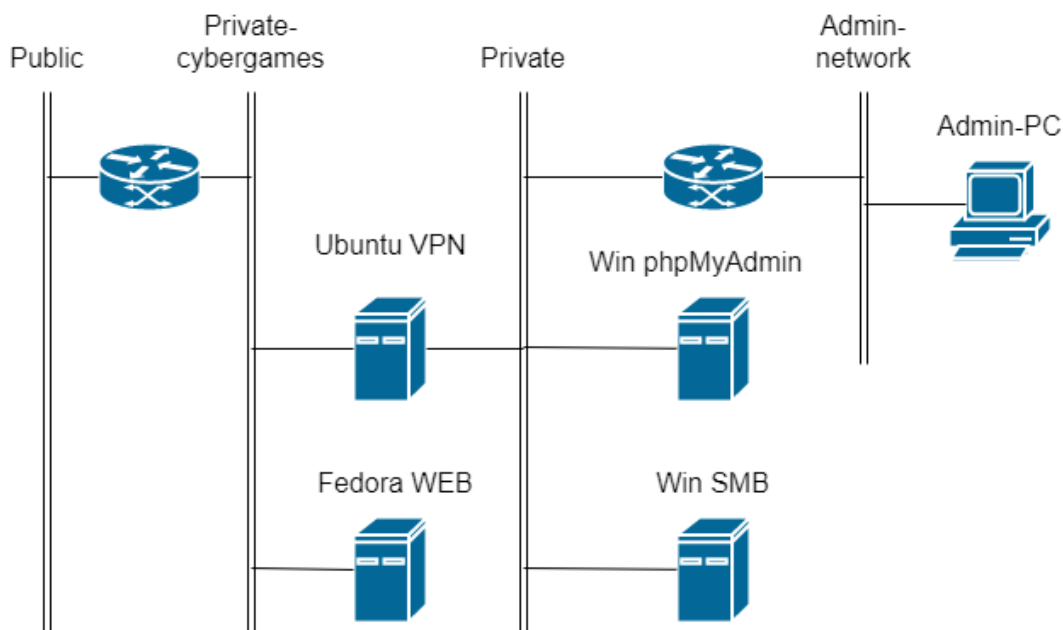 Public
Private-
cybergames
Private
Admin-
network
Admin-PC
Ubuntu VPN
Win phpMyAdmin
Fedora WEB
Win SMB